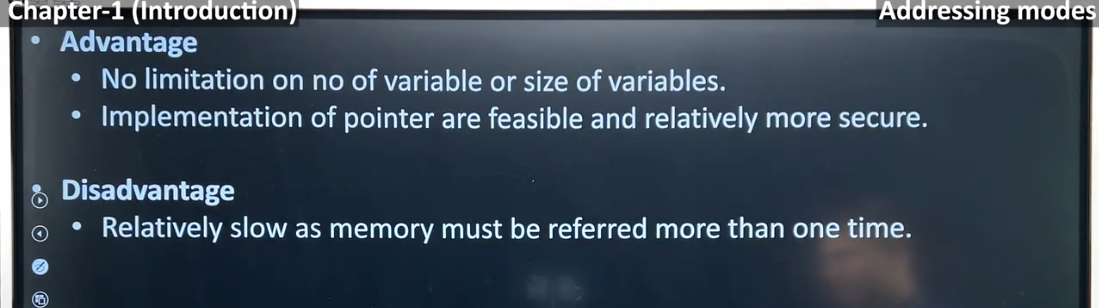 Chapter-1 (Introduction)
Addressing modes
• Advantage
• No limitation on no of variable or size of variables.
• Implementation of pointer are feasible and relatively more secure.
• Disadvantage
• Relatively slow as memory must be referred more than one time.